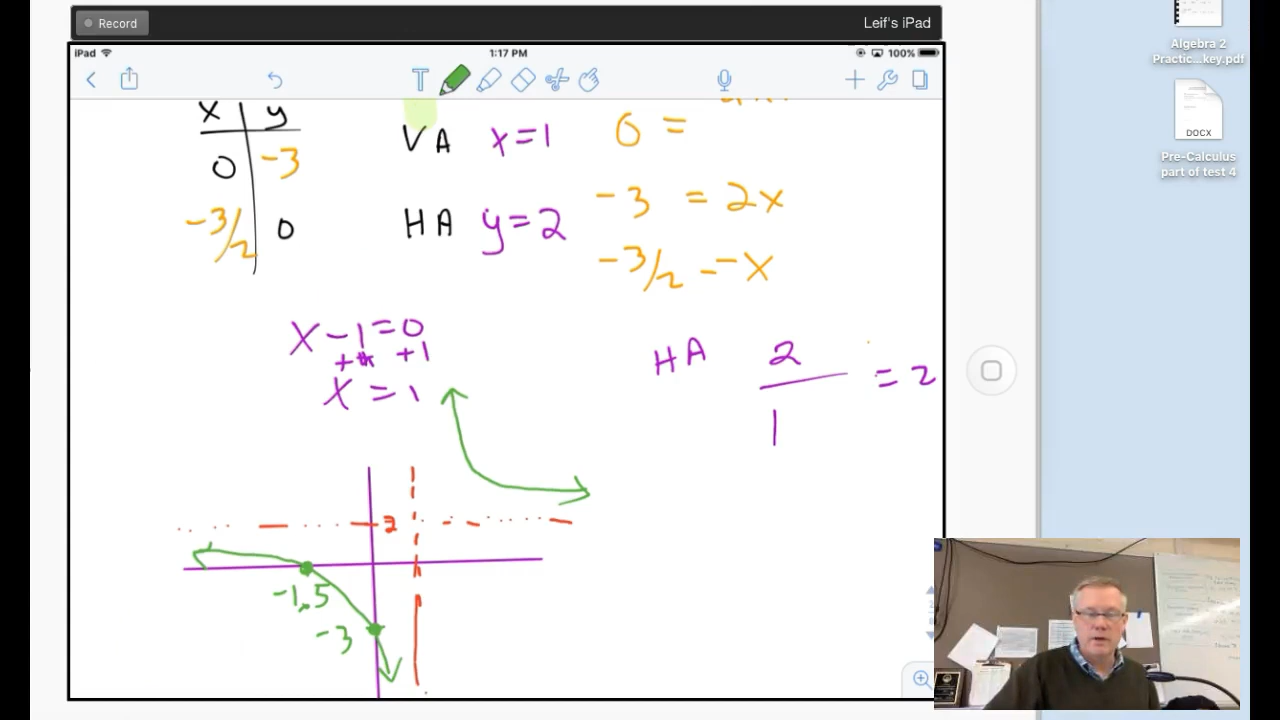 Record
Leif's iPad
iPad
1:17 PM
100%
Algebra 2
Practic...key.pdf
DOCX
Pre-Calculus
part of test 4
T
x y
0 -3
-3/2 0
VA x=1
HA y=2
0 =
-3 = 2x
-3/2 = x
x-1=0
+1
x = 1
HA 2
= 2
1
2
-1.5
-3